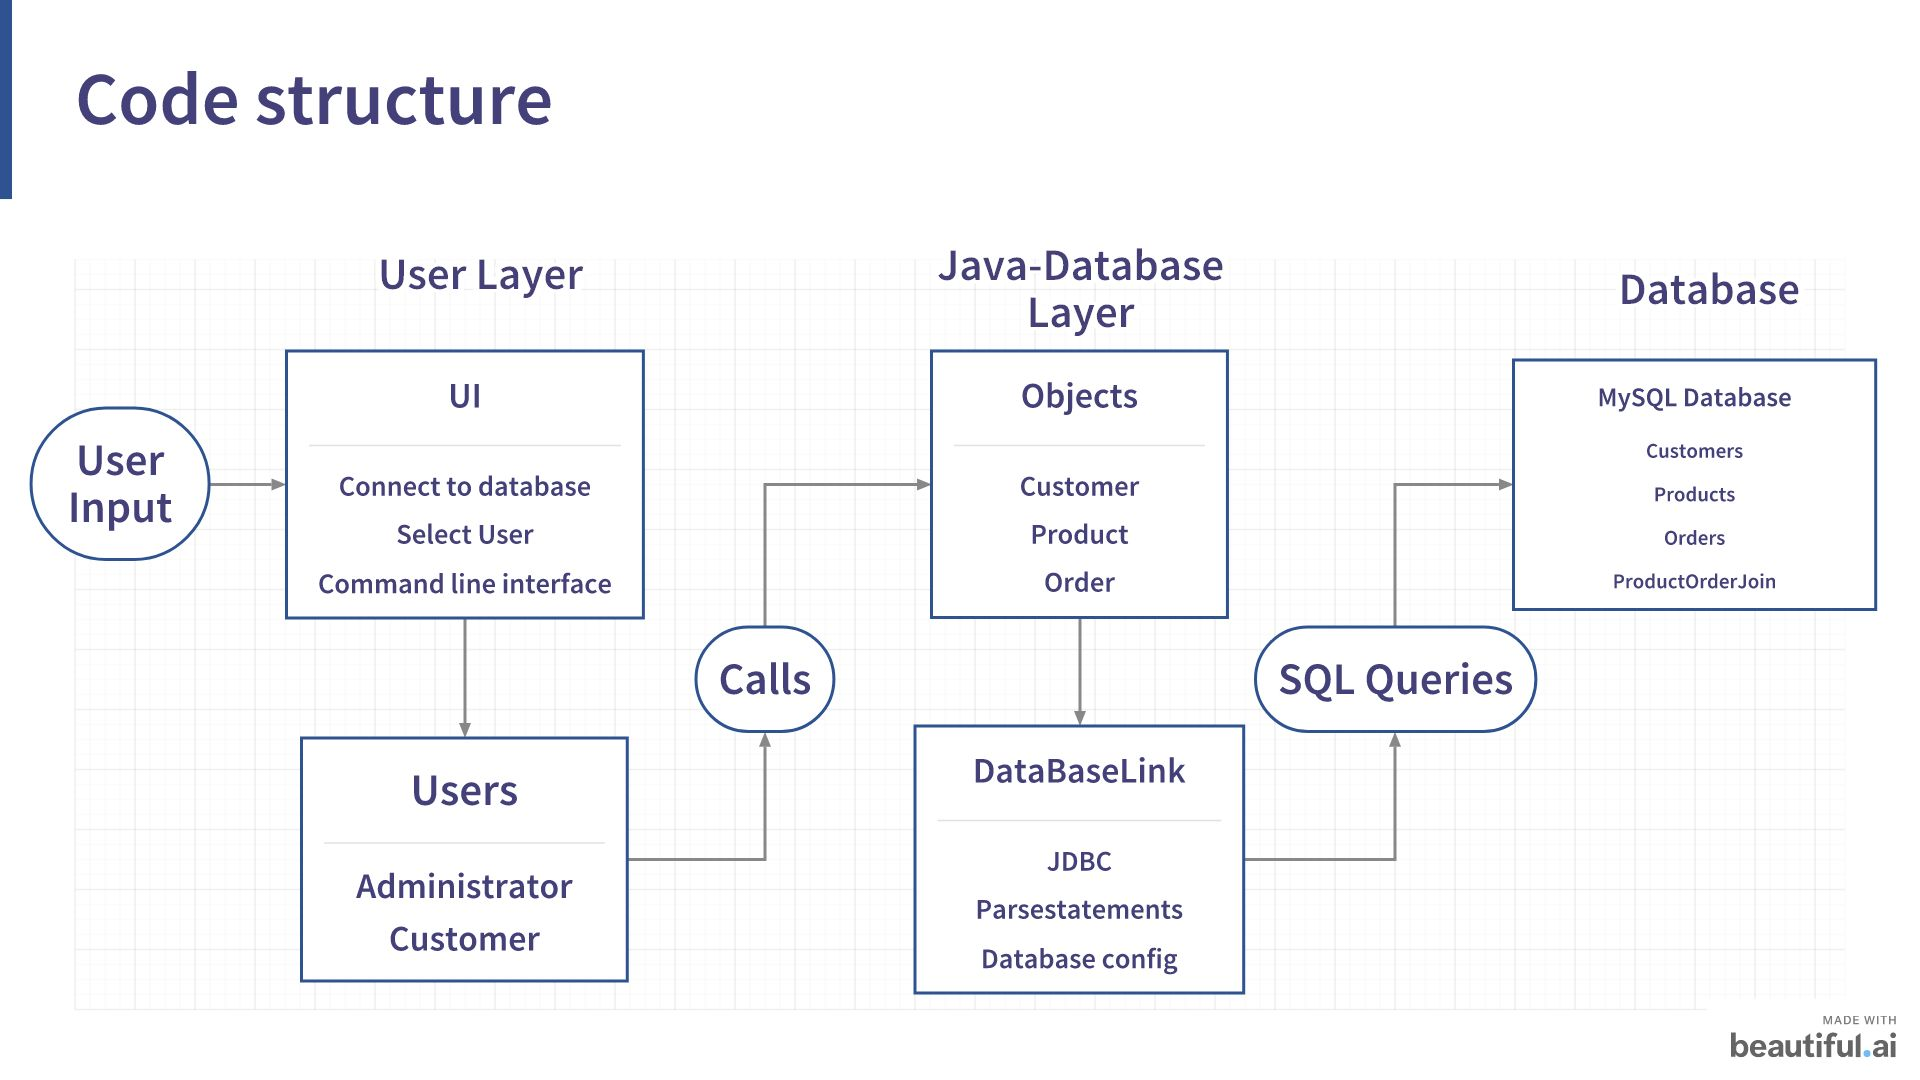 Code structure
User Layer
Java-Database
Layer
Database
User
Input
UI
Connect to database
Select User
Command line interface
Users
Administrator
Customer
Calls
Objects
Customer
Product
Order
DataBaseLink
JDBC
Parsestatements
Database config
SQL Queries
MySQL Database
Customers
Products
Orders
ProductOrderJoin
MADE WITH
beautiful.ai